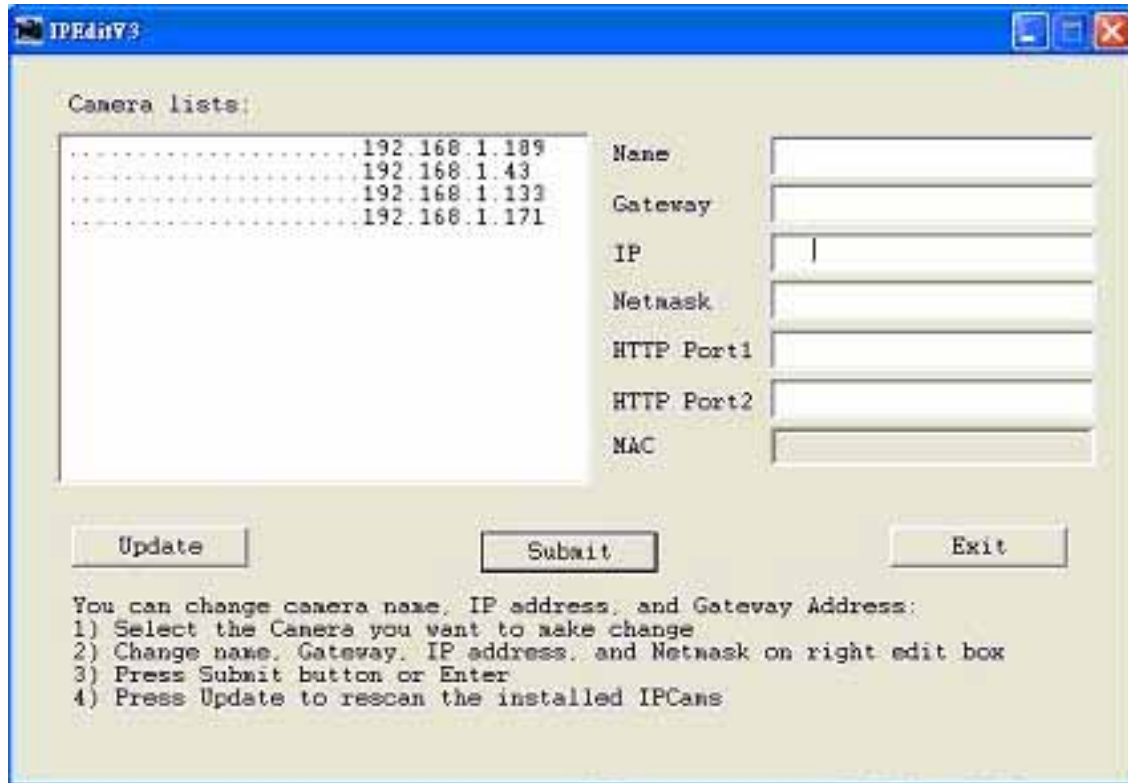 IPEditV3
Camera lists:
.......................192.168.1.189
.......................192.168.1.43
.......................192.168.1.133
.......................192.168.1.171
Name
Gateway
IP
Netmask
HTTP Port1
HTTP Port2
MAC
Update
Submit
Exit
You can change camera name, IP address, and Gateway Address:
1) Select the Camera you want to make change
2) Change name, Gateway, IP address, and Netmask on right edit box
3) Press Submit button or Enter
4) Press Update to rescan the installed IPCams